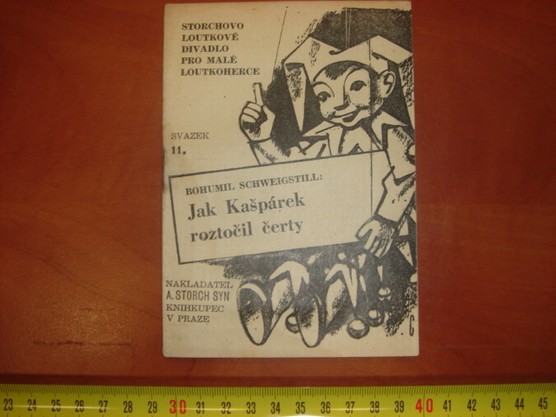 STORCHOVO
LOUTKOVÉ
DIVADLO
PRO MALÉ
LOUTKOHERCE
SVAZEK
11.
BOHUMIL SCHWEIGSTILL:
Jak Kašpárek
roztočil čerty
NAKLADATEL
A. STORCH SYN
KNIHKUPEC
V PRAZE
23 24 25 26 27 28 29 30 31 32 33 34 35 36 37 38 39 40 41 42 43 44 45